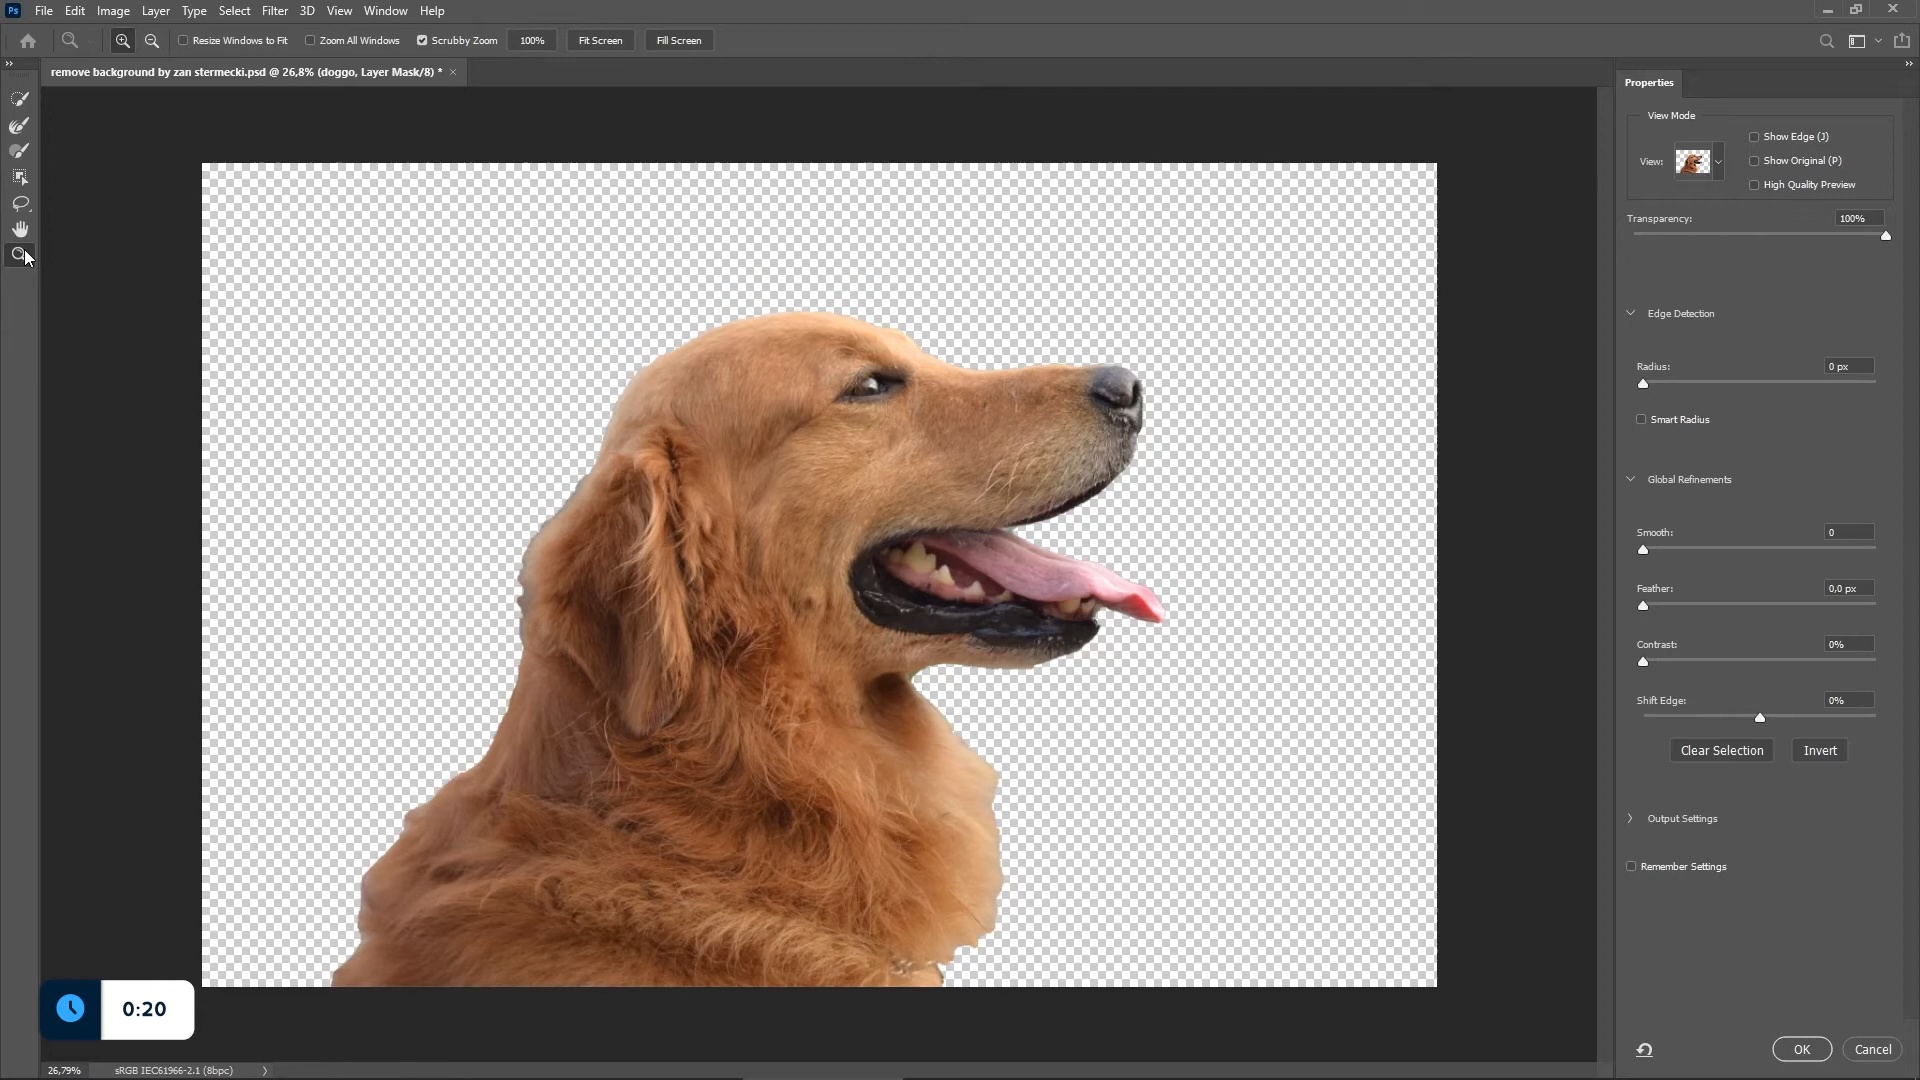 Ps File Edit Image Layer Type Select Filter 3D View Window Help
Resize Windows to Fit Zoom All Windows Scrubby Zoom 100% Fit Screen Fill Screen
remove background by zan stermecki.psd @ 26,8% (doggo, Layer Mask/8) *
Properties
View Mode
View:
Show Edge (J)
Show Original (P)
High Quality Preview
Transparency: 100%
Edge Detection
Radius: 0 px
Smart Radius
Global Refinements
Smooth: 0
Feather: 0,0 px
Contrast: 0%
Shift Edge: 0%
Clear Selection Invert
Output Settings
Remember Settings
0:20
OK Cancel
26,79% sRGB IEC61966-2.1 (8bpc)